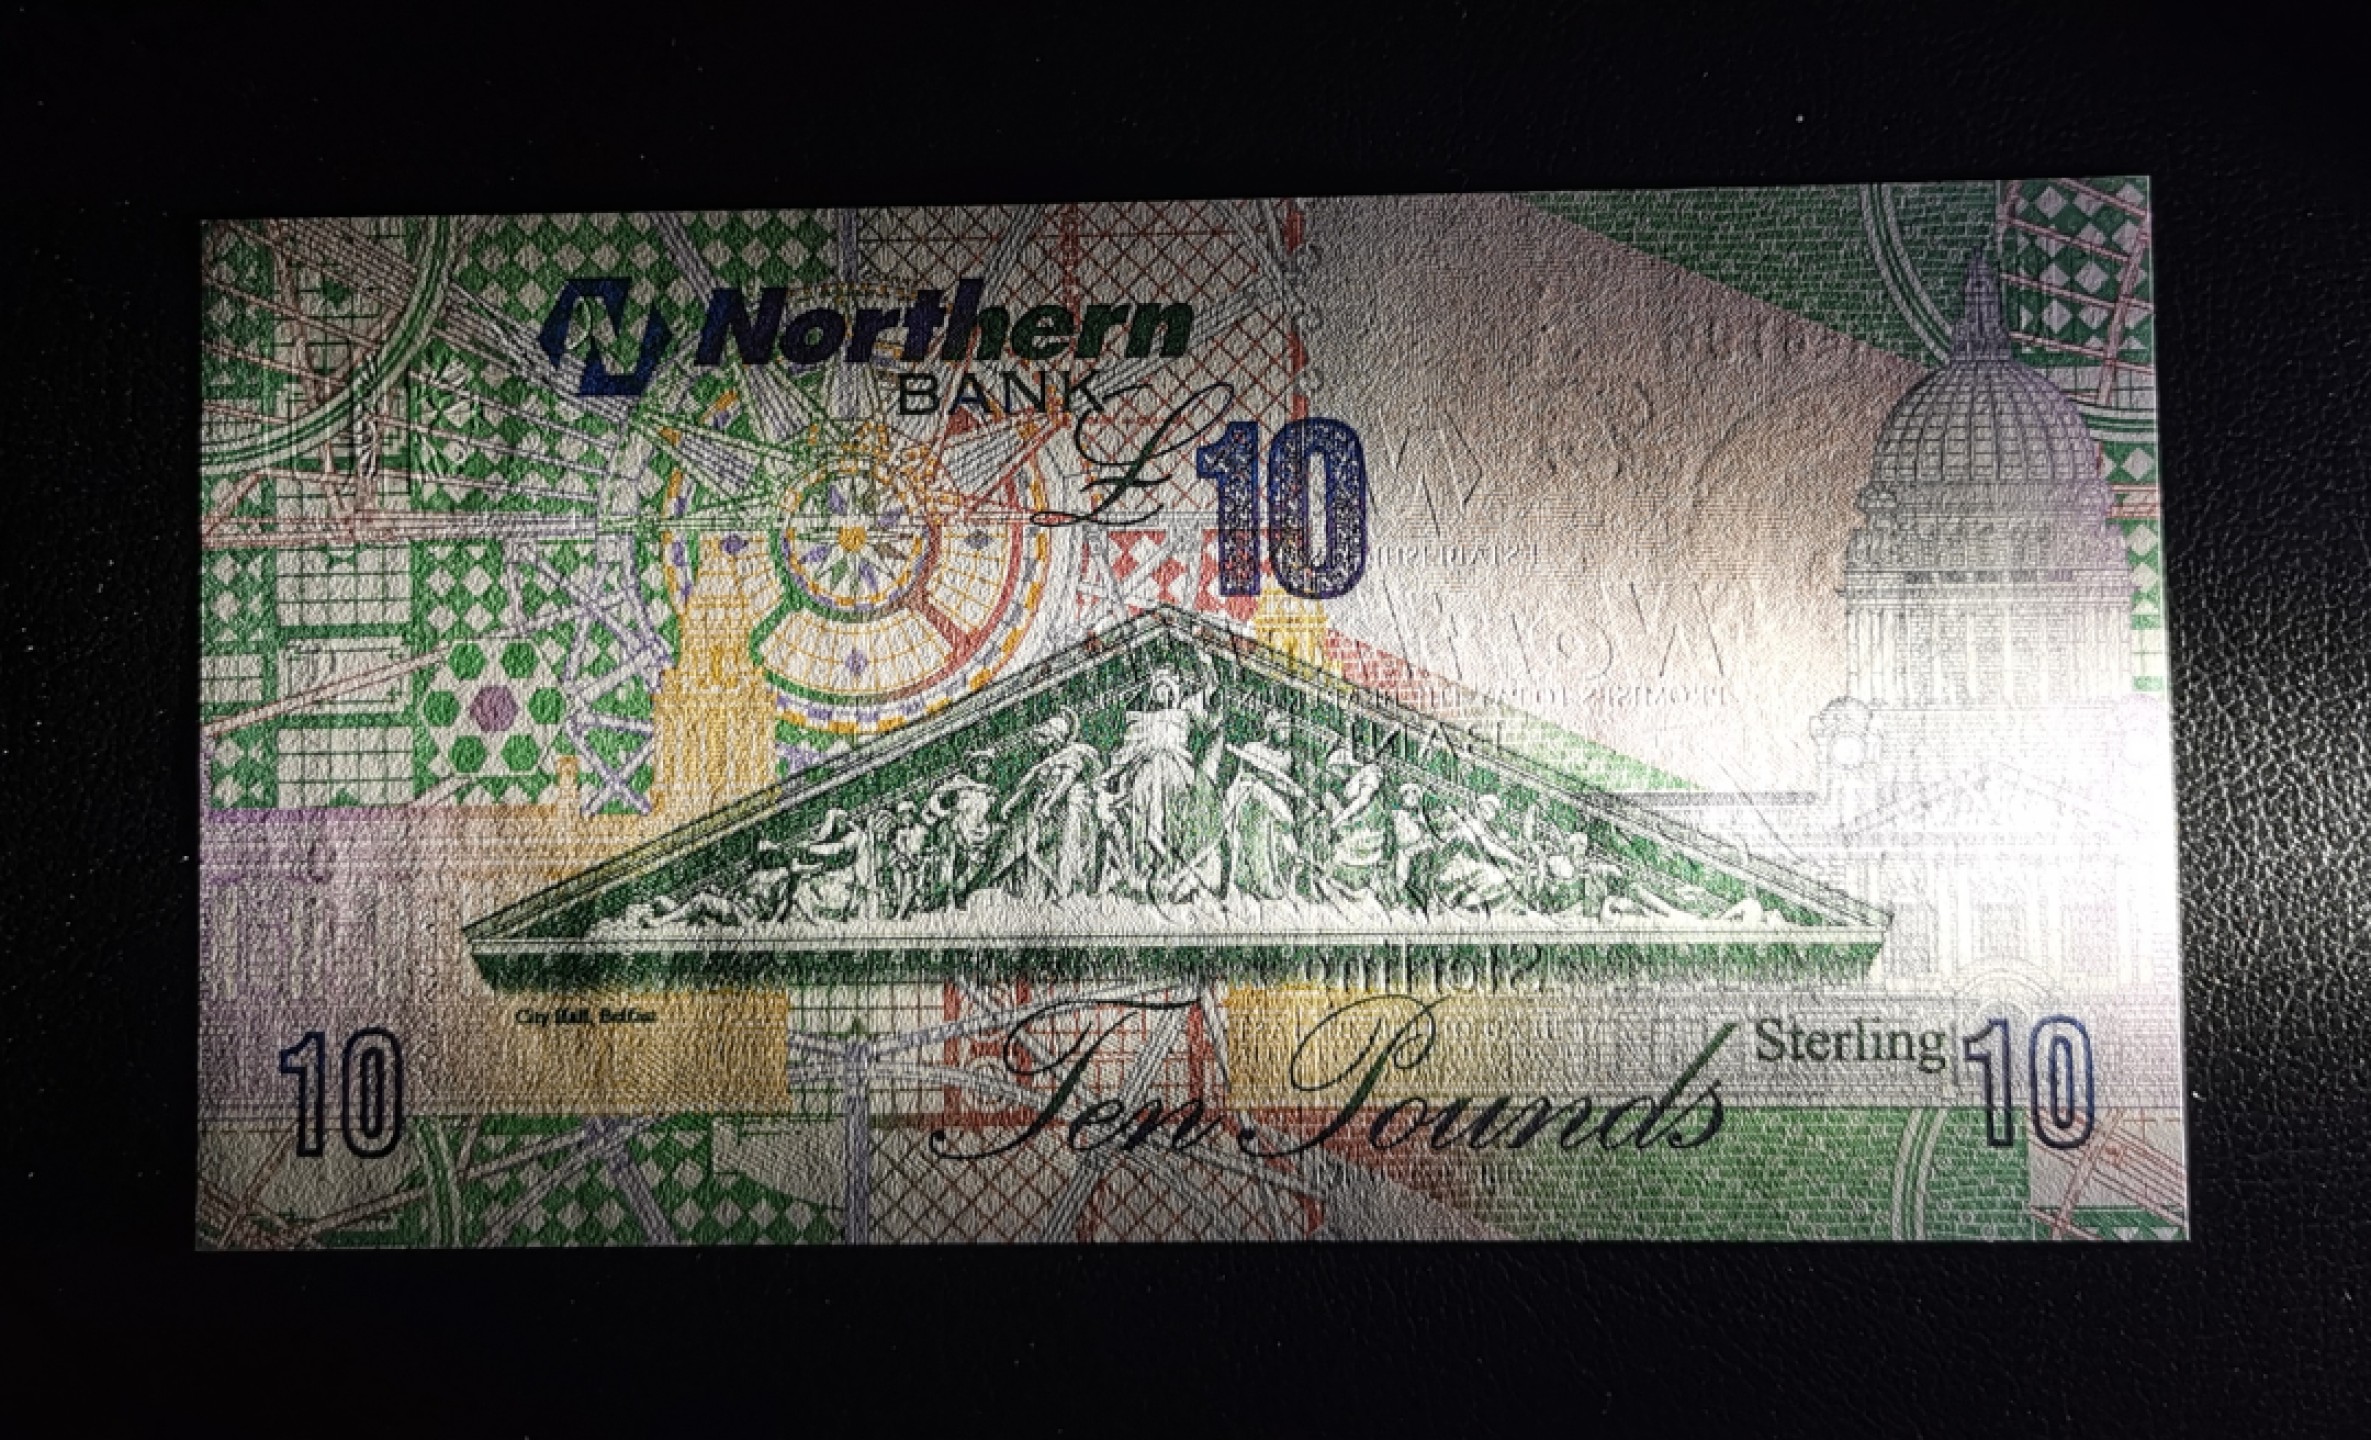 Northern
BANK
£10
City Hall, Belfast
10
Ten Pounds
Sterling
10